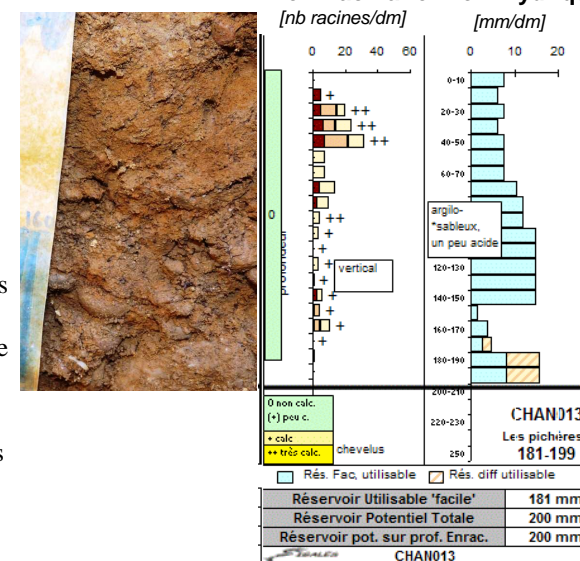 [nb racines/dm]
[mm/dm]
0 20 40 60
0 10 20
0-10
20-30
40-50
60-70
120-130
140-150
160-170
180-190
200-210
220-230
250
+
++
++
++
++
+
+
+
+
+
+
+
+
0
profondeur
vertical
argilo-
*sableux,
un peu acide
s
e
s
0 non calc.
(+) peu c.
+ calc
++ très calc.
chevelus
CHAN013
Les pichères
181-199
Rés. Fac, utilisable
Rés. diff utilisable
Réservoir Utilisable 'facile' 181 mm
Réservoir Potentiel Totale 200 mm
Réservoir pot. sur prof. Enrac. 200 mm
CHAN013